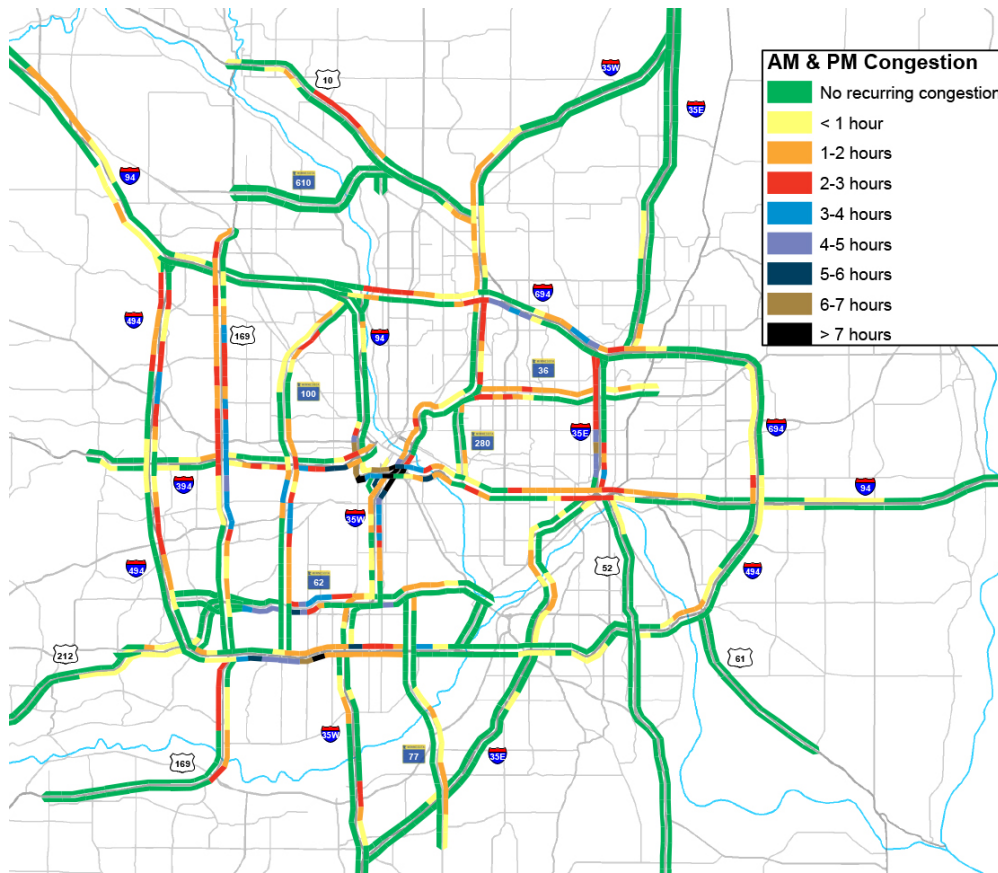 35W
10
AM & PM Congestion
No recurring congestion
< 1 hour
35E
1-2 hours
94
610
2-3 hours
3-4 hours
4-5 hours
5-6 hours
694
6-7 hours
494
169
94
> 7 hours
36
100
694
35E
280
394
94
35W
494
52
494
62
212
61
35W
77
35E
169